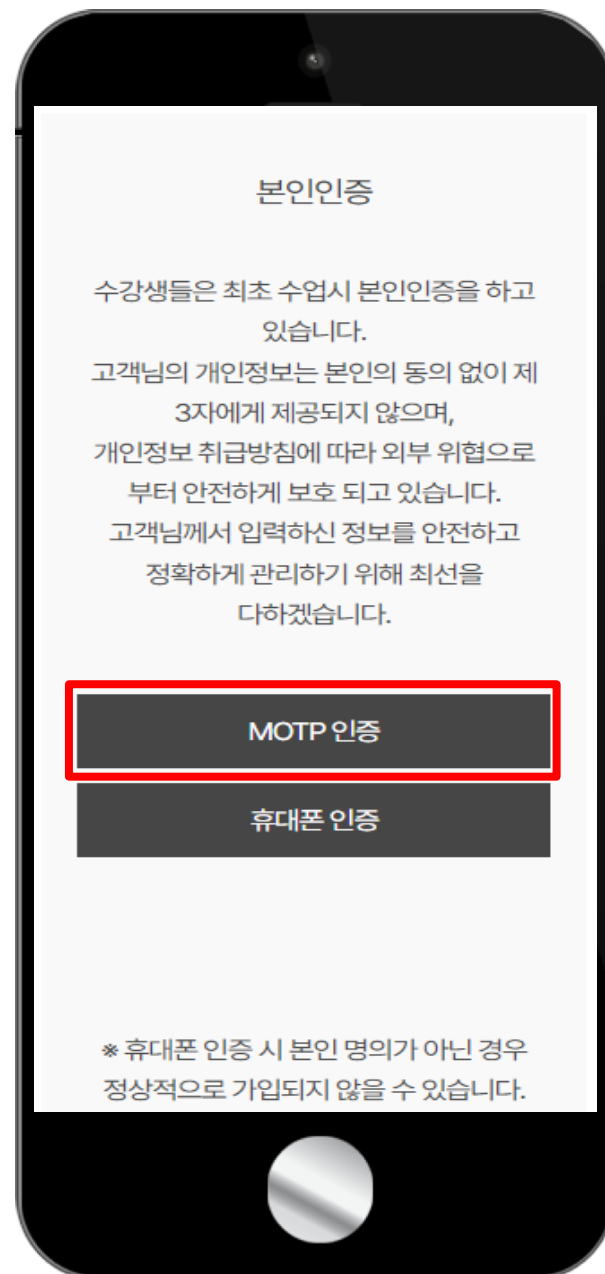 본인인증
수강생들은 최초 수업시 본인인증을 하고
있습니다.
고객님의 개인정보는 본인의 동의 없이 제
3자에게 제공되지 않으며,
개인정보 취급방침에 따라 외부 위협으로
부터 안전하게 보호 되고 있습니다.
고객님께서 입력하신 정보를 안전하고
정확하게 관리하기 위해 최선을
다하겠습니다.
MOTP 인증
휴대폰 인증
※ 휴대폰 인증 시 본인 명의가 아닌 경우
정상적으로 가입되지 않을 수 있습니다.